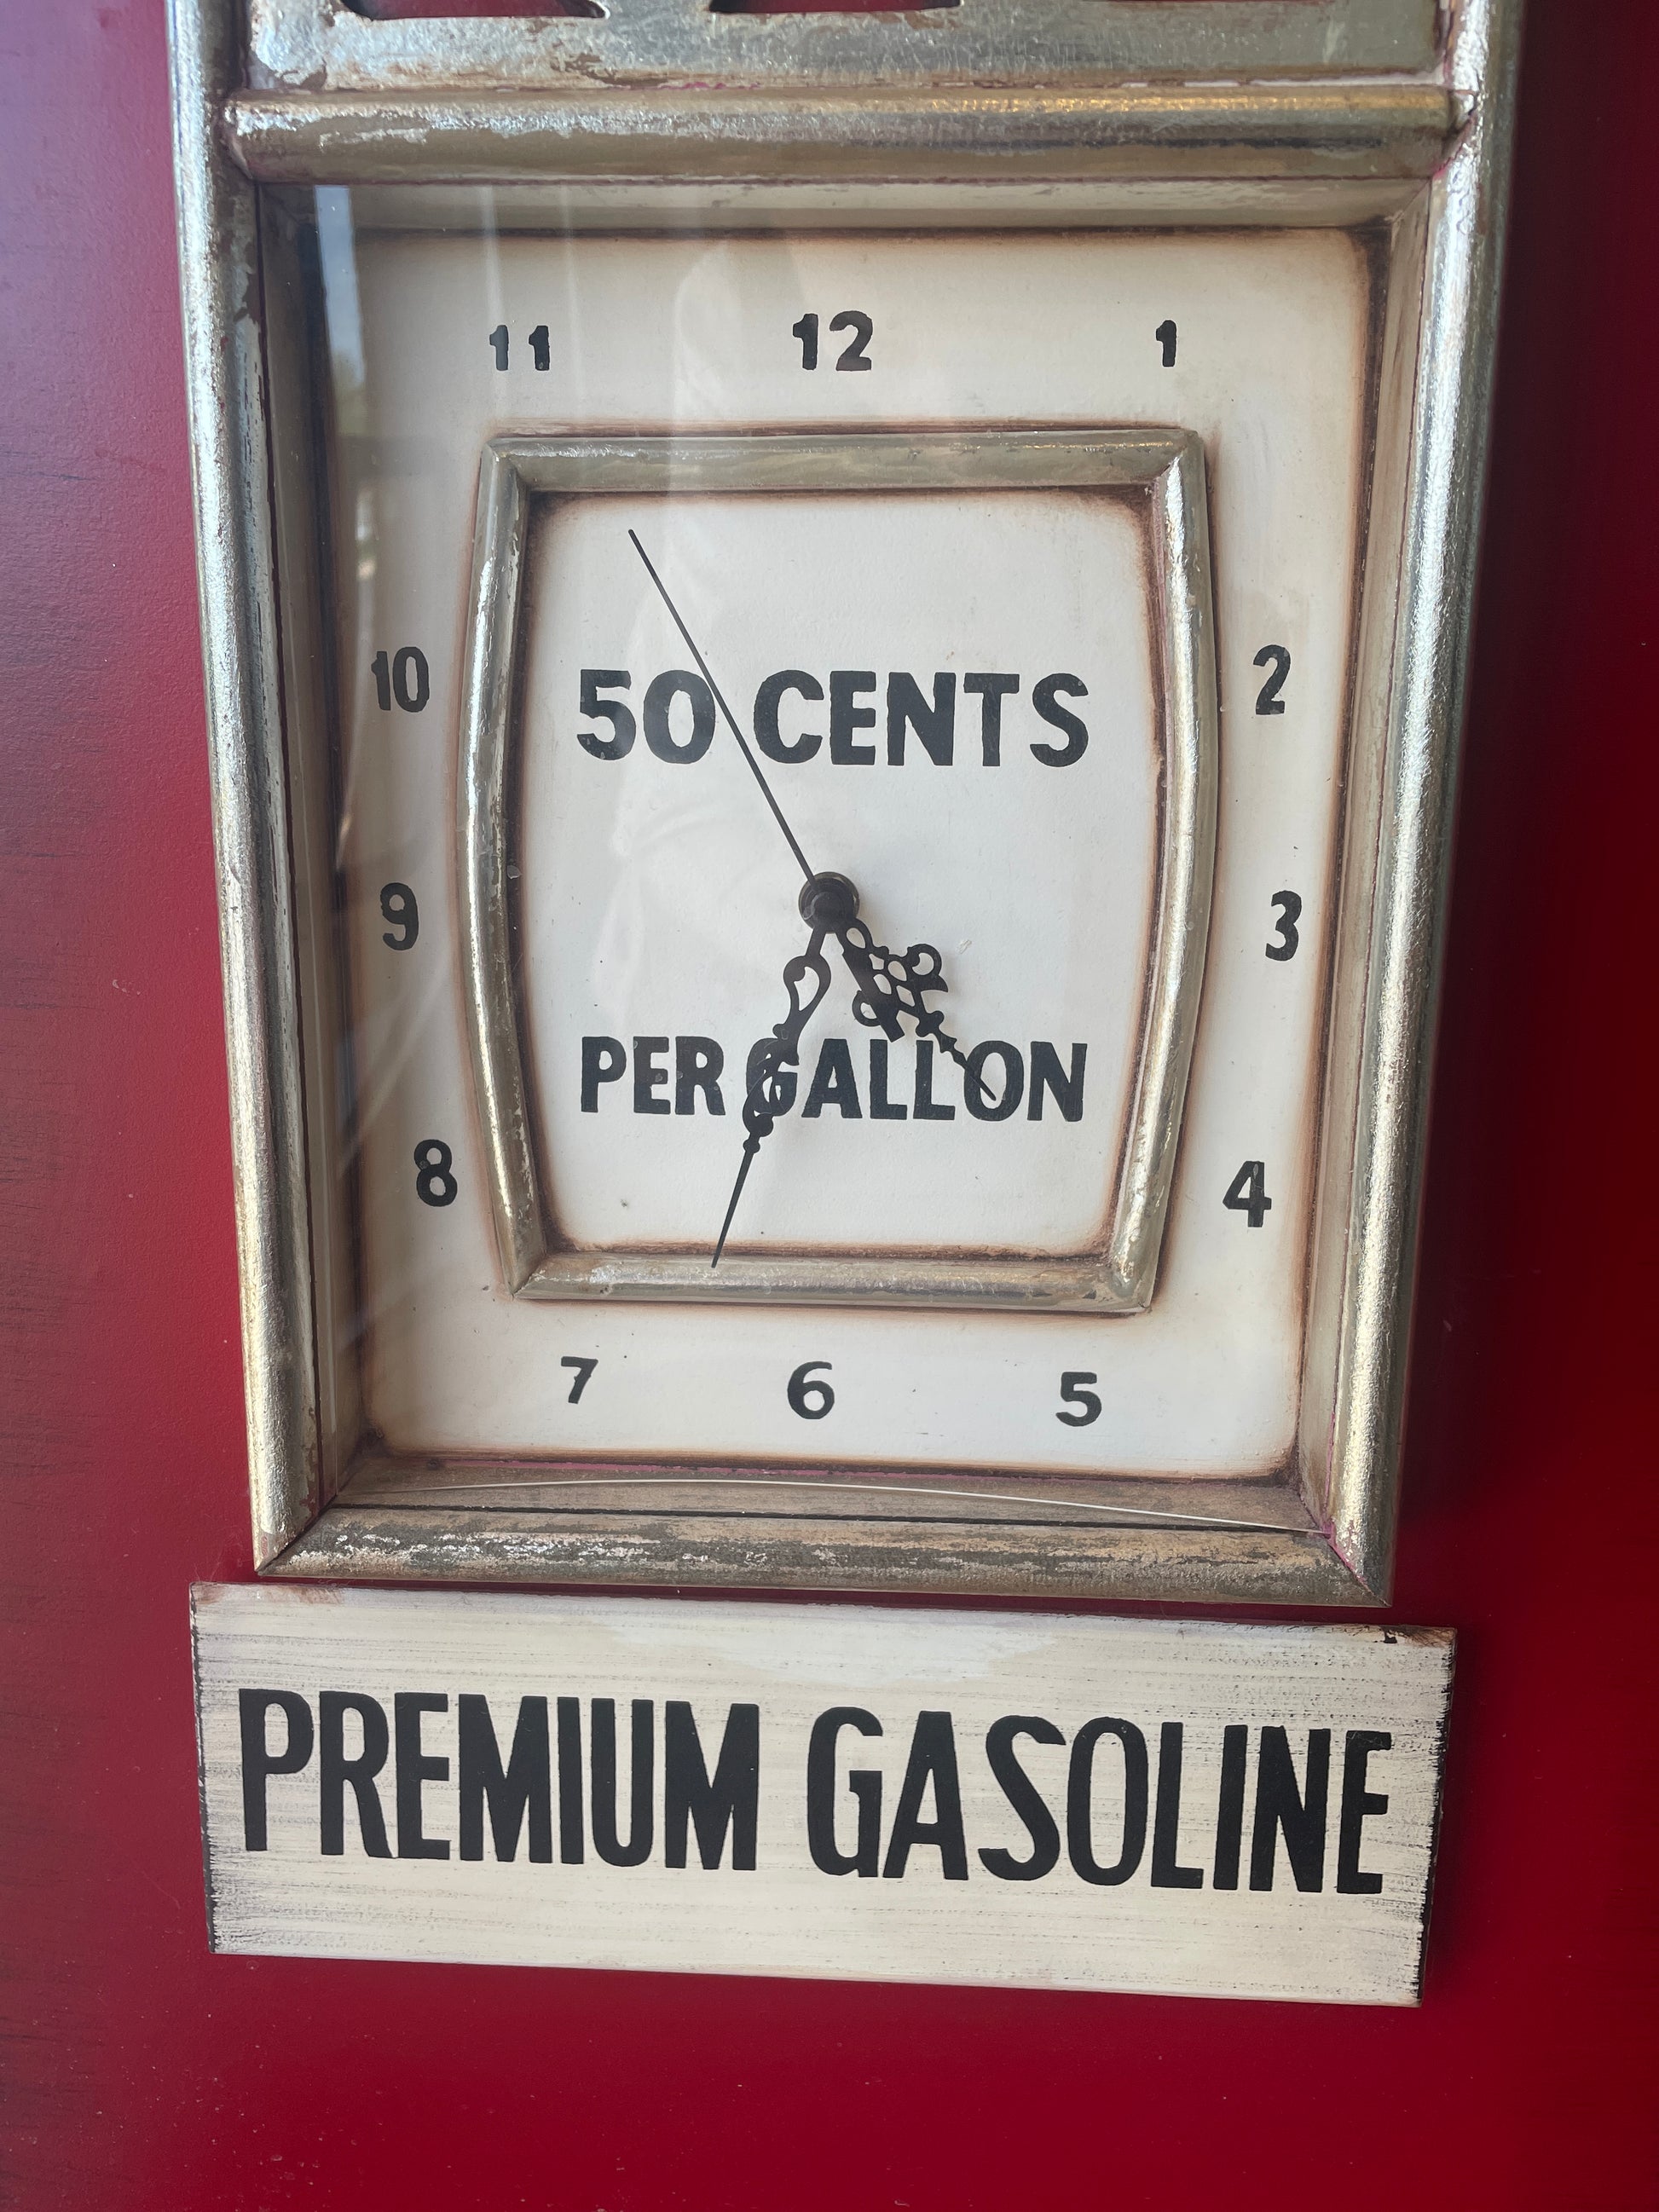 11 12 1
10 2
50 CENTS
9 3
PER GALLON
8 4
7 6 5
PREMIUM GASOLINE